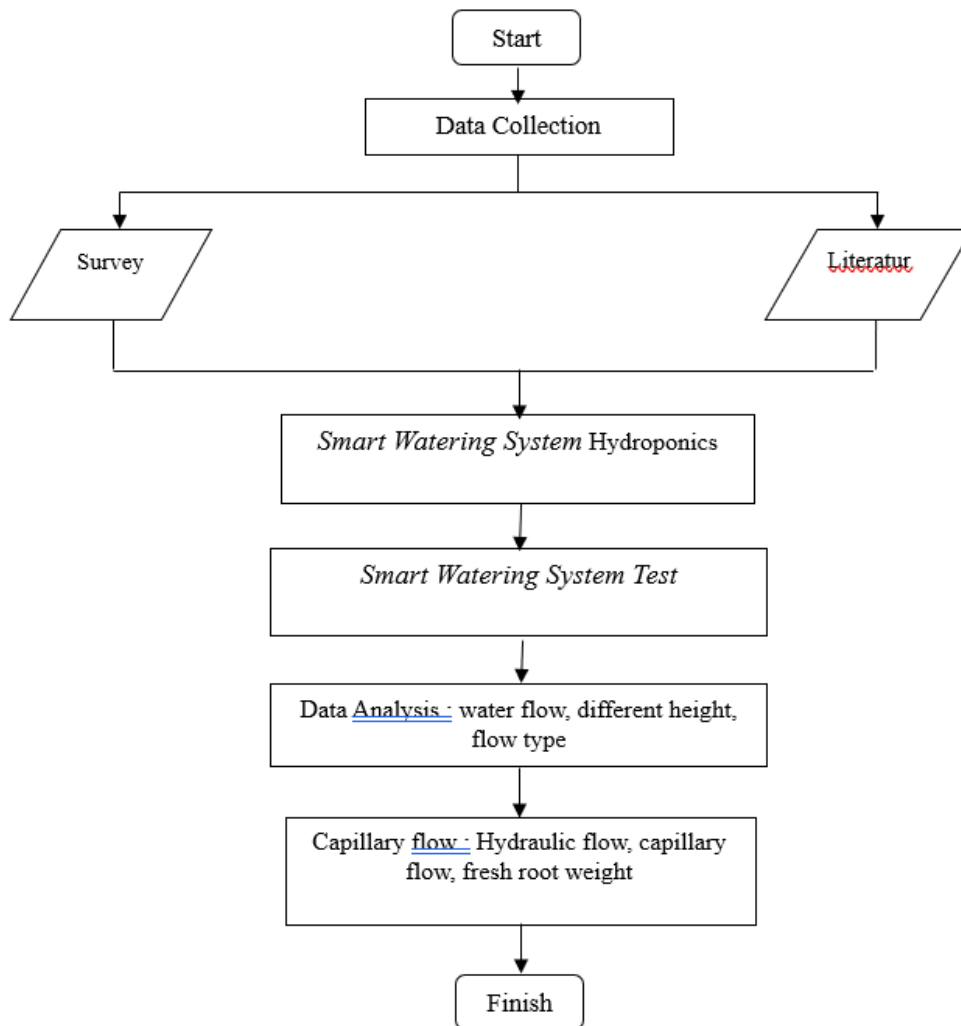 Start
Data Collection
Survey
Literatur
Smart Watering System Hydroponics
Smart Watering System Test
Data Analysis : water flow, different height,
flow type
Capillary flow : Hydraulic flow, capillary
flow, fresh root weight
Finish